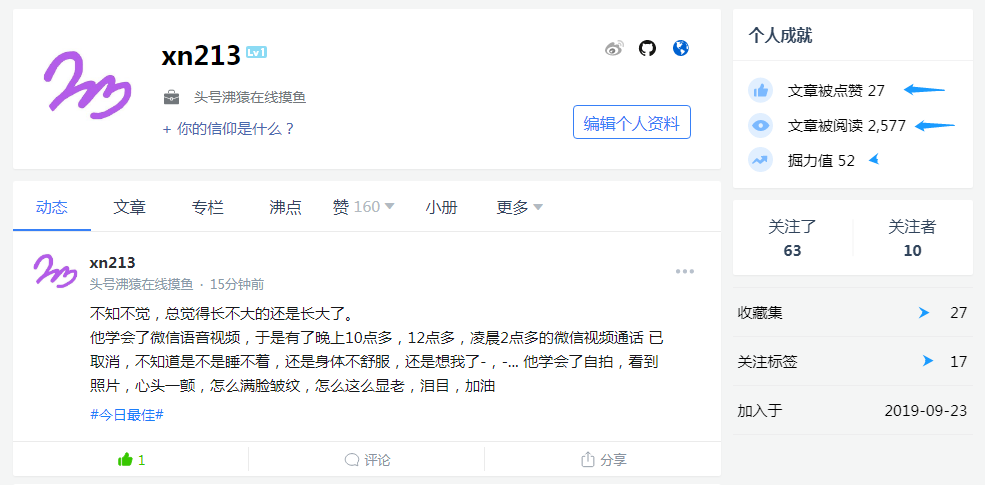 xn213 Lv1
头号沸猿在线摸鱼
+ 你的信仰是什么？
编辑个人资料
动态 文章 专栏 沸点 赞 160 小册 更多
xn213
头号沸猿在线摸鱼 · 15分钟前
不知不觉，总觉得长不大的还是长大了。
他学会了微信语音视频，于是有了晚上10点多，12点多，凌晨2点多的微信视频通话 已
取消，不知道是不是睡不着，还是身体不舒服，还是想我了-，-... 他学会了自拍，看到
照片，心头一颤，怎么满脸皱纹，怎么这么显老，泪目，加油
#今日最佳#
1 评论 分享
个人成就
文章被点赞 27
文章被阅读 2,577
掘力值 52
关注了 关注者
63 10
收藏集 27
关注标签 17
加入于 2019-09-23